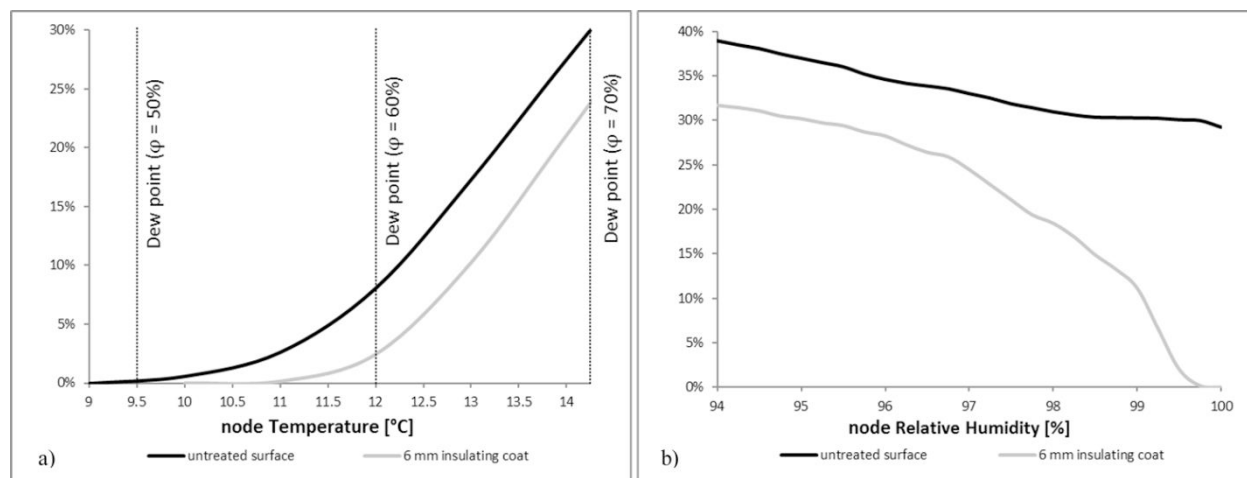 30%
25%
20%
15%
10%
5%
0%
Dew point (φ = 50%)
Dew point (φ = 60%)
Dew point (φ = 70%)
9 9.5 10 10.5 11 11.5 12 12.5 13 13.5 14
node Temperature [°C]
a)
untreated surface 6 mm insulating coat
40%
35%
30%
25%
20%
15%
10%
5%
0%
94 95 96 97 98 99 100
node Relative Humidity [%]
b)
untreated surface 6 mm insulating coat